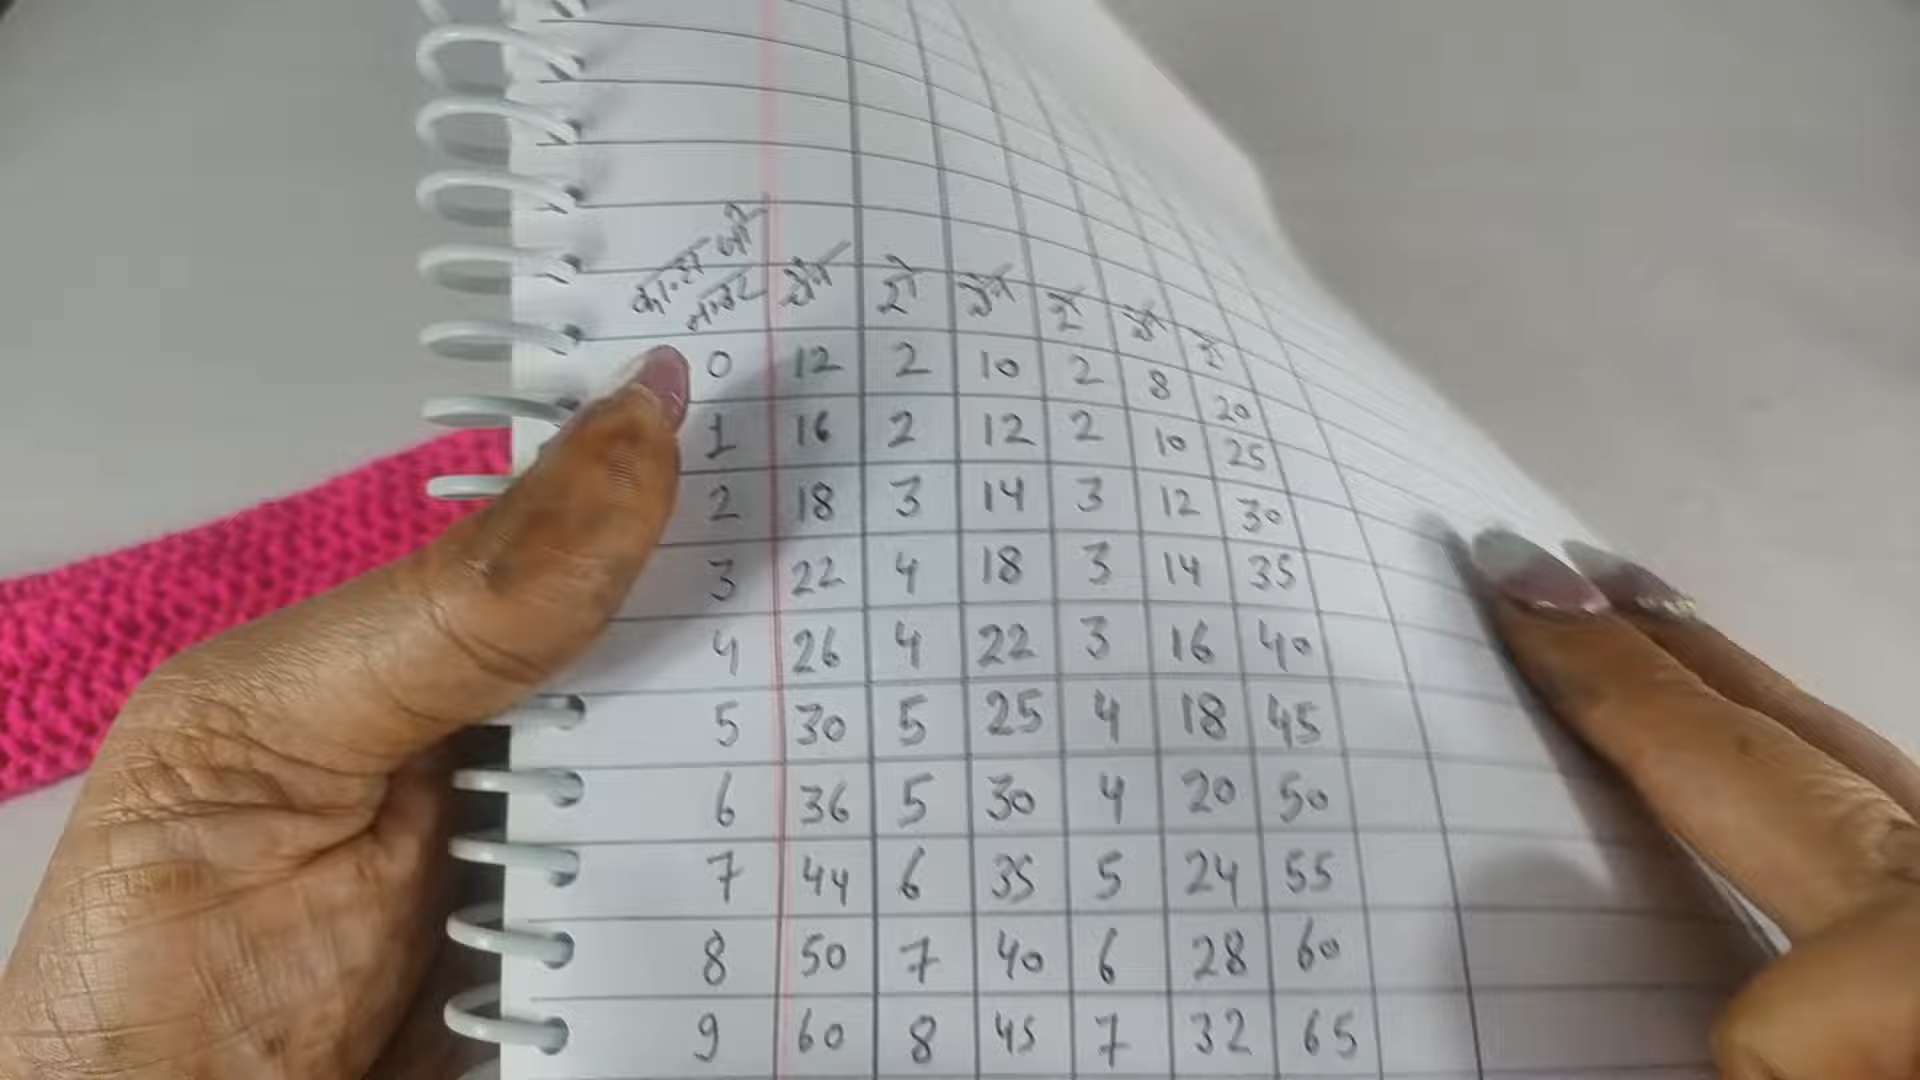 कान्हा जी
नम्बर चैन रो चैन रो चैन रो
0 12 2 10 2 8 20
1 16 2 12 2 10 25
2 18 3 14 3 12 30
3 22 4 18 3 14 35
4 26 4 22 3 16 40
5 30 5 25 4 18 45
6 36 5 30 4 20 50
7 44 6 35 5 24 55
8 50 7 40 6 28 60
9 60 8 45 7 32 65